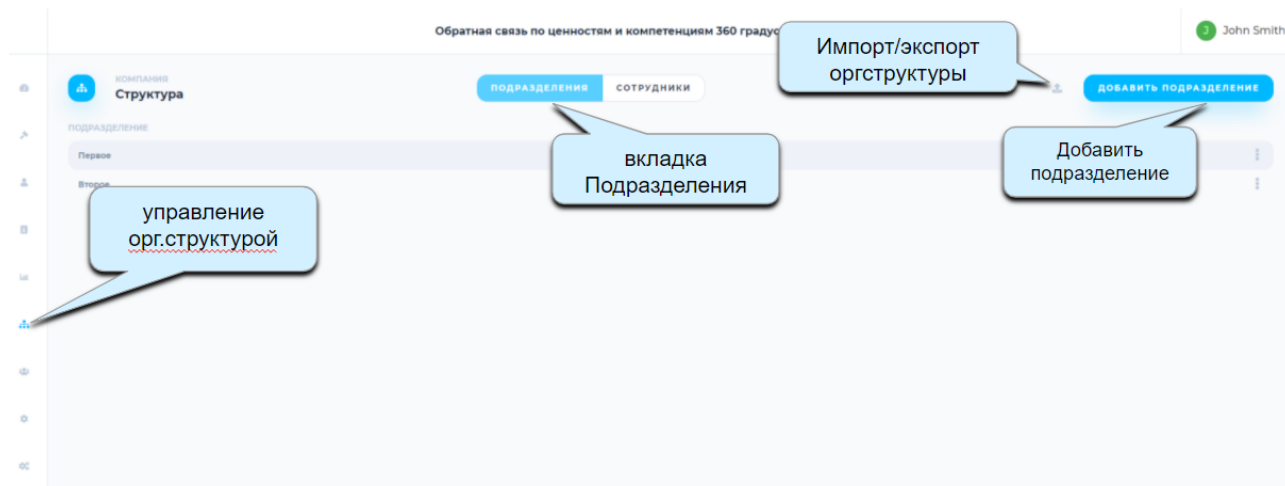 Обратная связь по ценностям и компетенциям 360 градус
J John Smith
Импорт/экспорт
оргструктуры
КОМПАНИЯ
Структура
ПОДРАЗДЕЛЕНИЯ
СОТРУДНИКИ
ДОБАВИТЬ ПОДРАЗДЕЛЕНИЕ
ПОДРАЗДЕЛЕНИЕ
Первое
Второе
вкладка
Подразделения
Добавить
подразделение
управление
орг.структурой